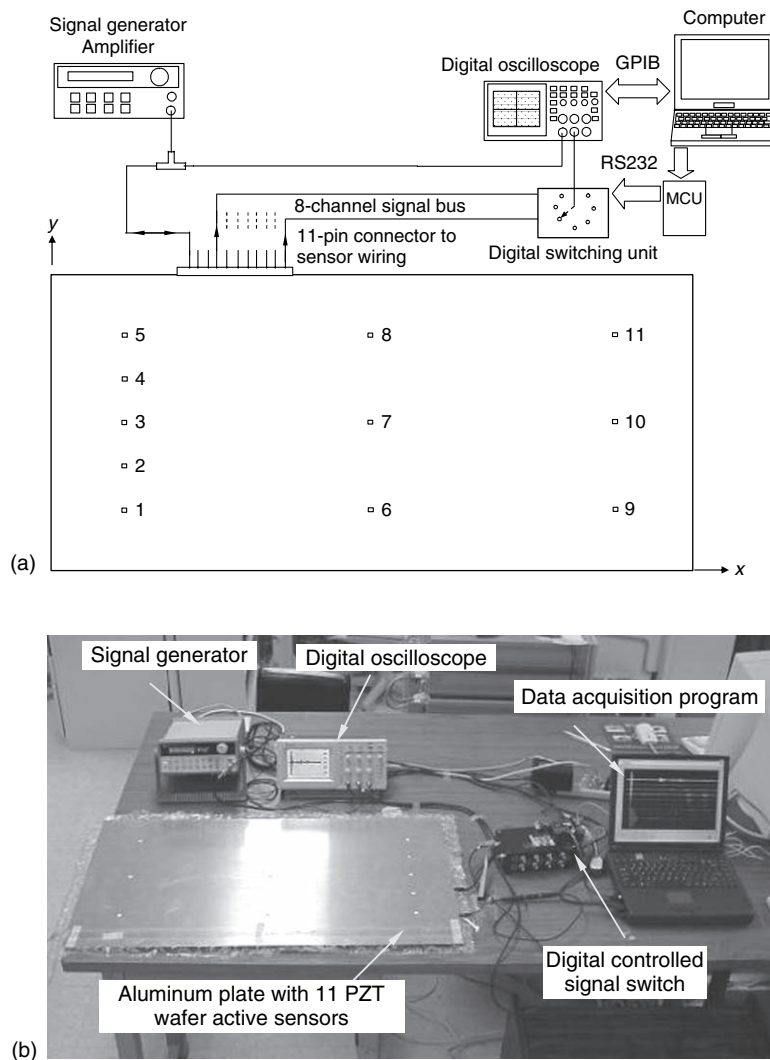 Signal generator
Amplifier
Computer
Digital oscilloscope
GPIB
RS232
MCU
8-channel signal bus
11-pin connector to
sensor wiring
Digital switching unit
y
5
8
11
4
3
7
10
2
1
6
9
(a)
x
Signal generator
Digital oscilloscope
Data acquisition program
Aluminum plate with 11 PZT
wafer active sensors
Digital controlled
signal switch
(b)